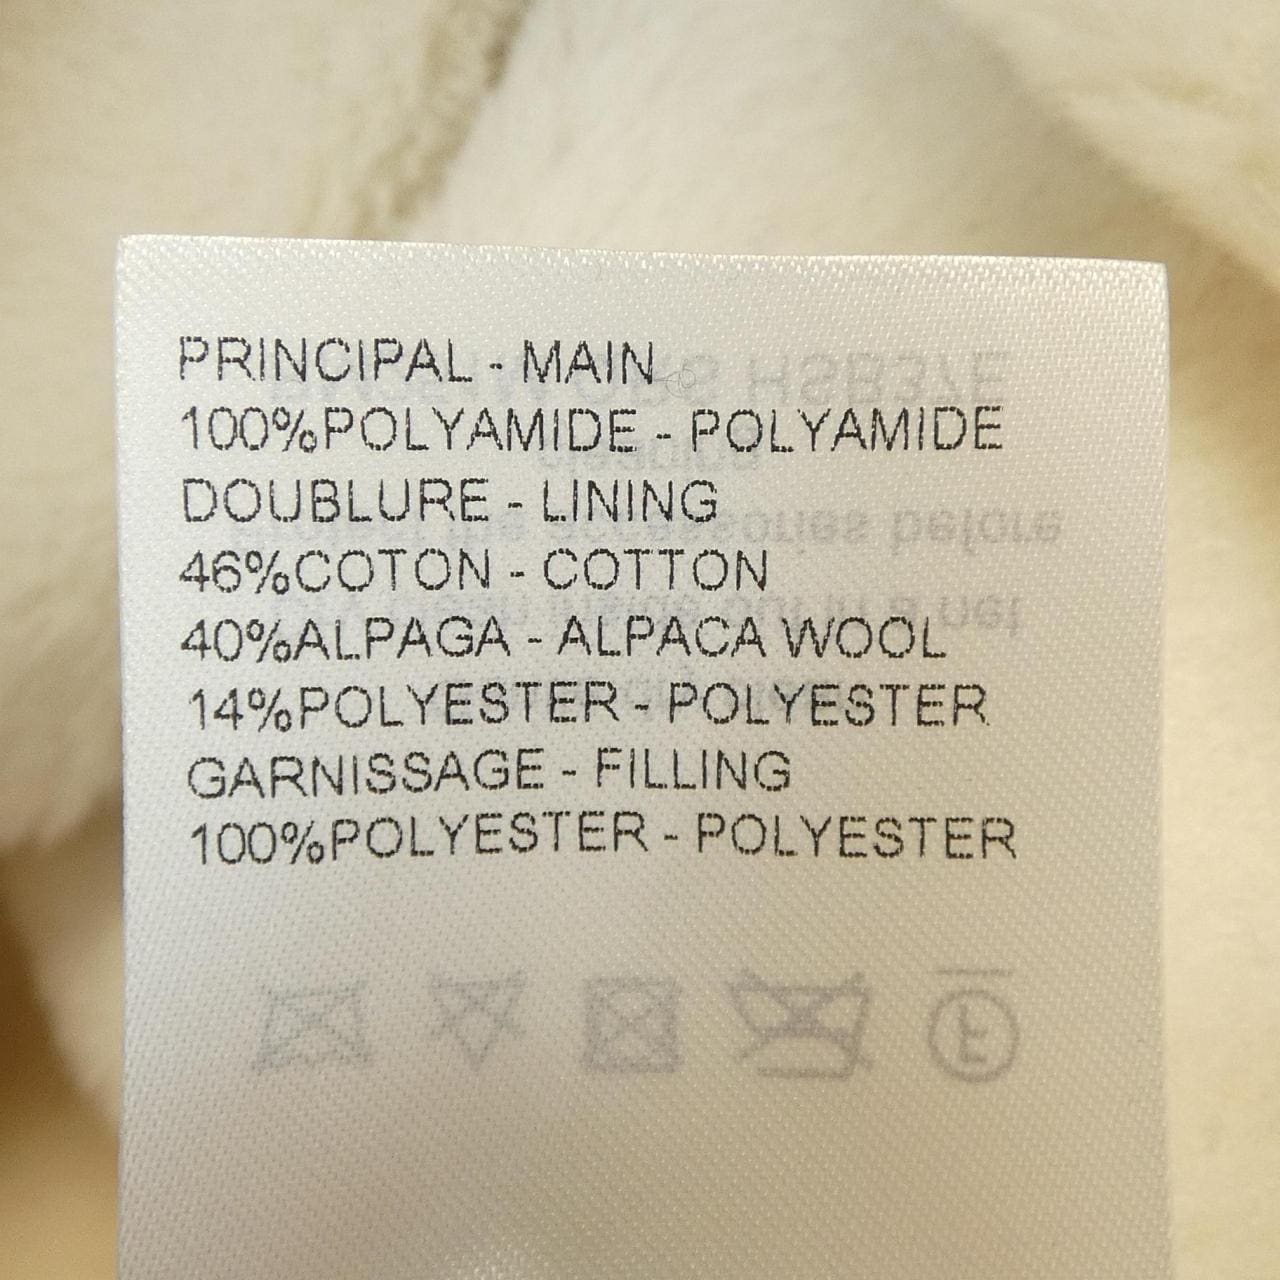 PRINCIPAL - MAIN
100%POLYAMIDE - POLYAMIDE
DOUBLURE - LINING
46%COTON - COTTON
40%ALPAGA - ALPACA WOOL
14%POLYESTER - POLYESTER
GARNISSAGE - FILLING
100%POLYESTER - POLYESTER